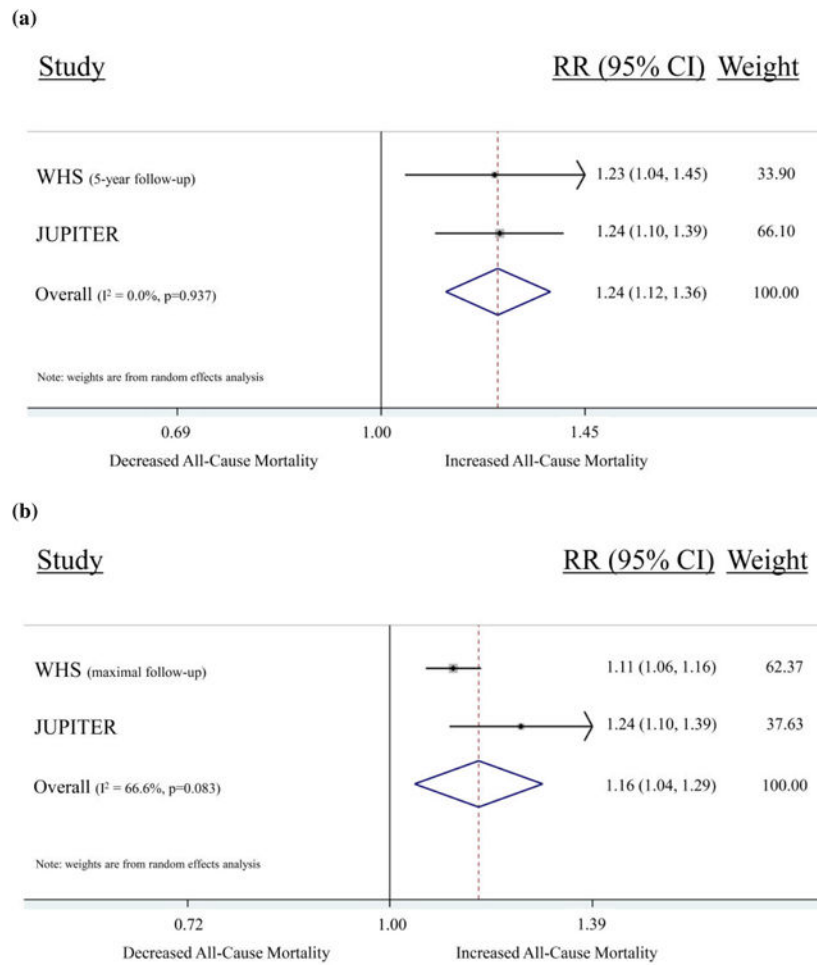 (a)
Study RR (95% CI) Weight
WHS (5-year follow-up) 1.23 (1.04, 1.45) 33.90
JUPITER 1.24 (1.10, 1.39) 66.10
Overall (I² = 0.0%, p=0.937) 1.24 (1.12, 1.36) 100.00
Note: weights are from random effects analysis
0.69 1.00 1.45
Decreased All-Cause Mortality Increased All-Cause Mortality
(b)
Study RR (95% CI) Weight
WHS (maximal follow-up) 1.11 (1.06, 1.16) 62.37
JUPITER 1.24 (1.10, 1.39) 37.63
Overall (I² = 66.6%, p=0.083) 1.16 (1.04, 1.29) 100.00
Note: weights are from random effects analysis
0.72 1.00 1.39
Decreased All-Cause Mortality Increased All-Cause Mortality